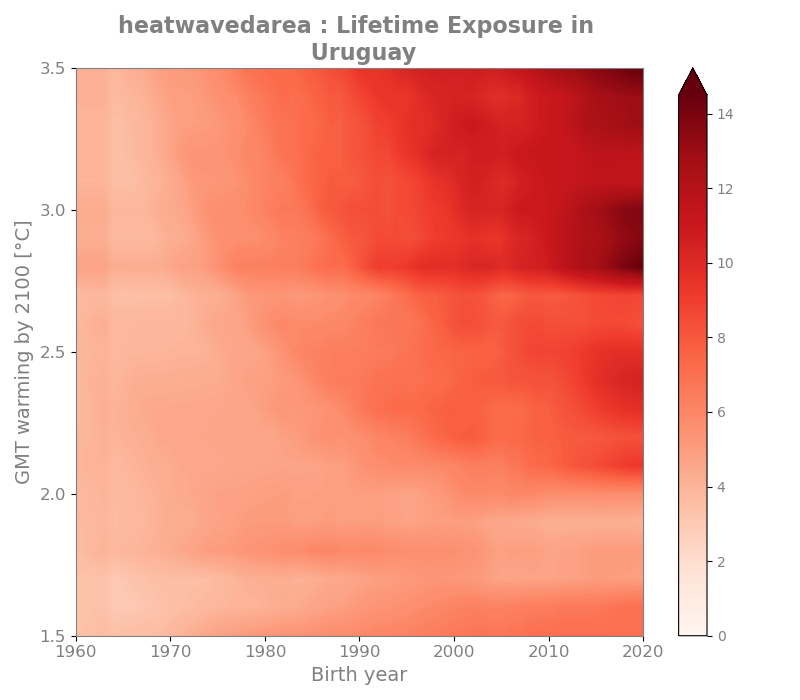 heatwavedarea : Lifetime Exposure in
Uruguay
3.5
3.0
2.5
2.0
1.5
GMT warming by 2100 [°C]
1960 1970 1980 1990 2000 2010 2020
Birth year
14
12
10
8
6
4
2
0